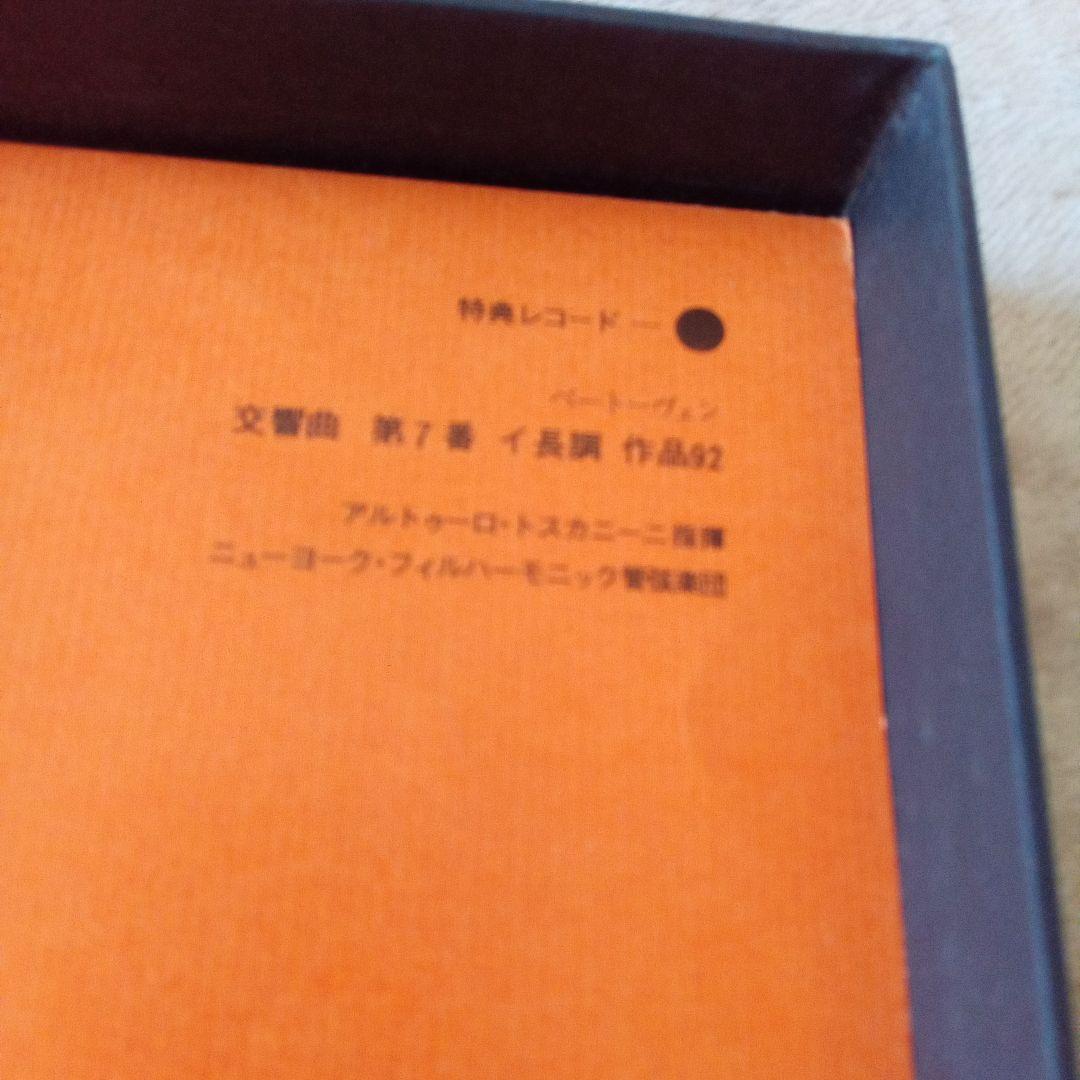 特典レコード — ●
ベートーヴェン
交響曲 第7番 イ長調 作品92
アルトゥーロ・トスカニーニ指揮
ニューヨーク・フィルハーモニック管弦楽団